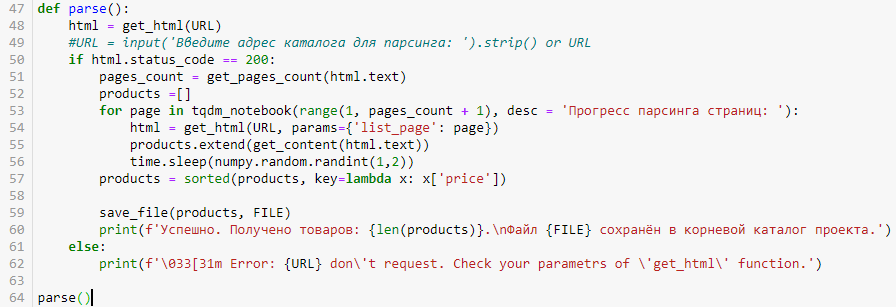 47 def parse():
48     html = get_html(URL)
49     #URL = input('Введите адрес каталога для парсинга: ').strip() or URL
50     if html.status_code == 200:
51         pages_count = get_pages_count(html.text)
52         products =[]
53         for page in tqdm_notebook(range(1, pages_count + 1), desc = 'Прогресс парсинга страниц: '):
54             html = get_html(URL, params={'list_page': page})
55             products.extend(get_content(html.text))
56             time.sleep(numpy.random.randint(1,2))
57         products = sorted(products, key=lambda x: x['price'])
58
59         save_file(products, FILE)
60         print(f'Успешно. Получено товаров: {len(products)}.\nФайл {FILE} сохранён в корневой каталог проекта.')
61     else:
62         print(f'\033[31m Error: {URL} don\'t request. Check your parametrs of \'get_html\' function.')
63
64 parse()